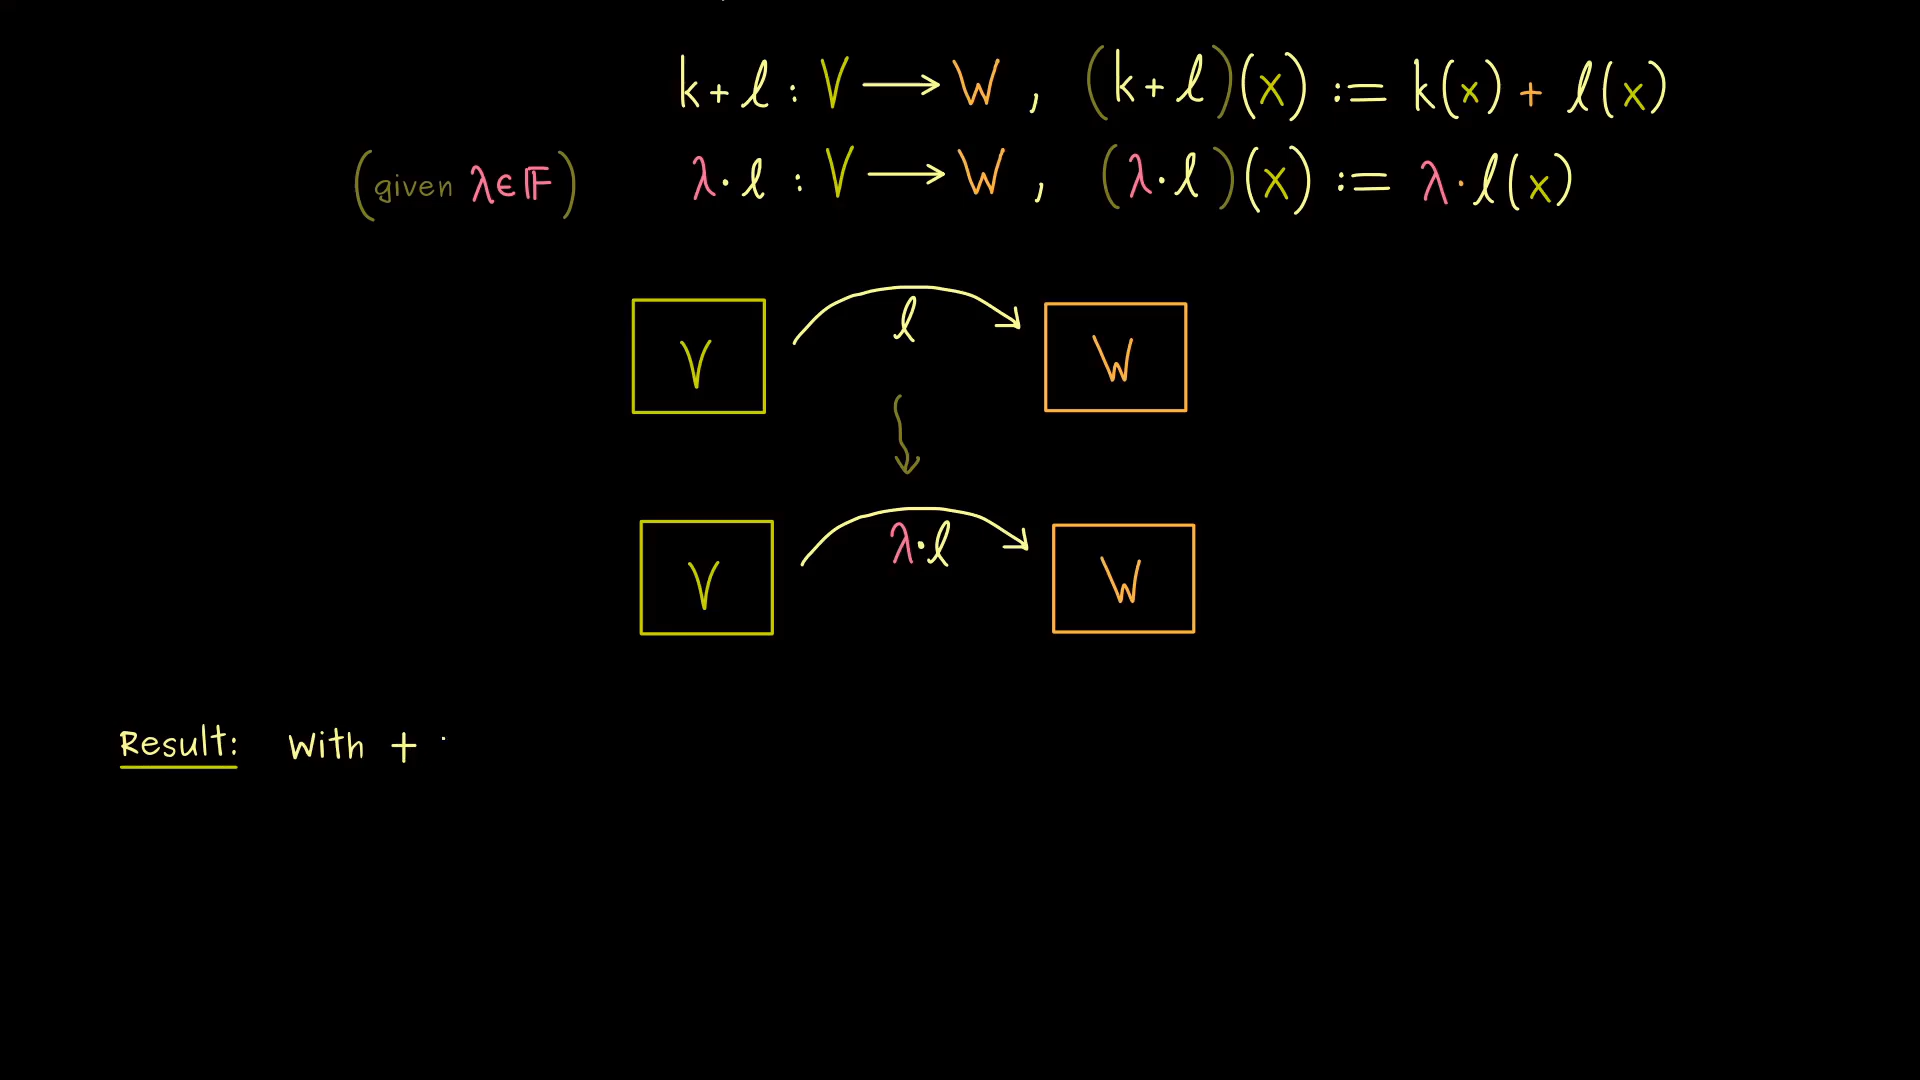 k+ℓ : V ⟶ W , (k+ℓ)(x) := k(x) + ℓ(x)
(given λ∈𝔽) λ·ℓ : V ⟶ W , (λ·ℓ)(x) := λ·ℓ(x)
V ℓ W
V λ·ℓ W
Result: With +